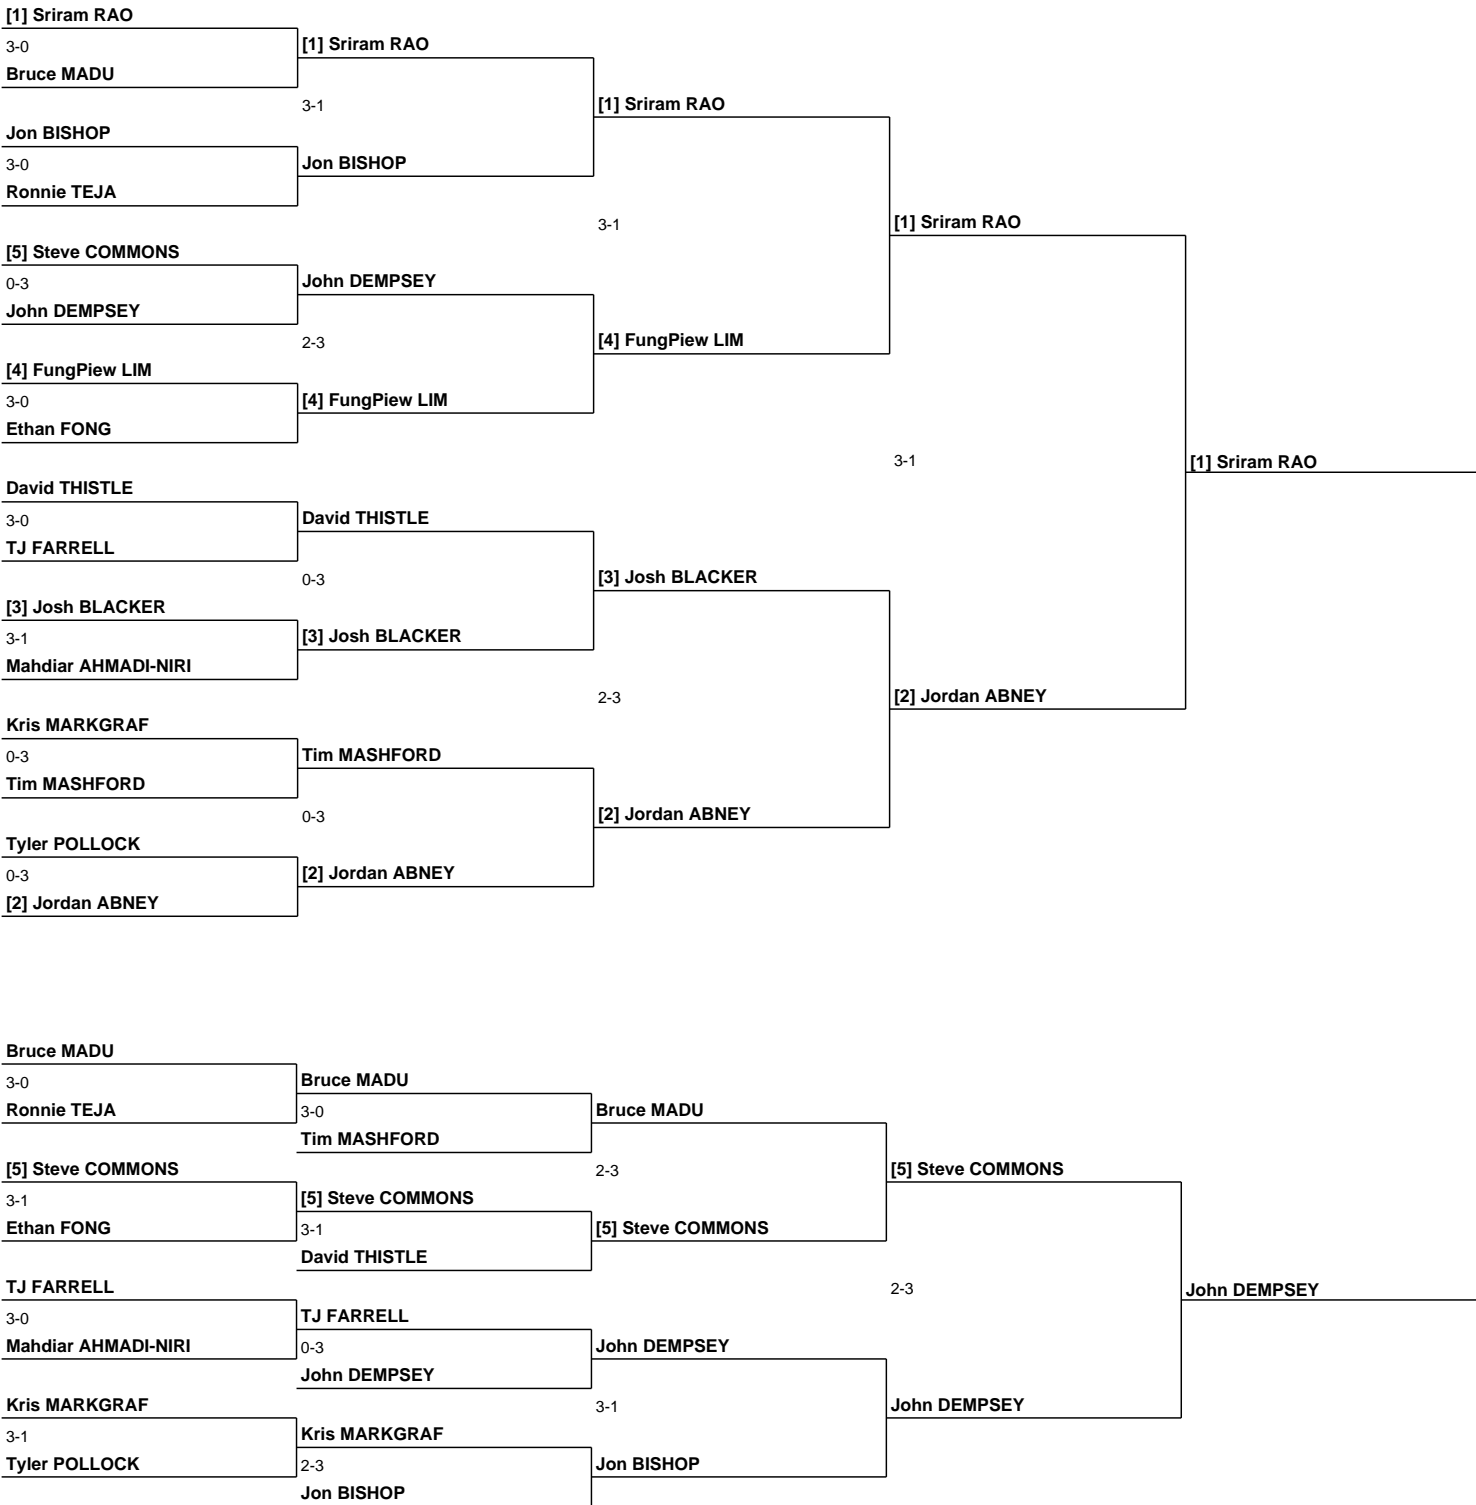 [1] Sriram RAO
3-0
Bruce MADU
Jon BISHOP
3-0
Ronnie TEJA
[5] Steve COMMONS
0-3
John DEMPSEY
[4] FungPiew LIM
3-0
Ethan FONG
David THISTLE
3-0
TJ FARRELL
[3] Josh BLACKER
3-1
Mahdiar AHMADI-NIRI
Kris MARKGRAF
0-3
Tim MASHFORD
Tyler POLLOCK
0-3
[2] Jordan ABNEY
[1] Sriram RAO
3-1
Jon BISHOP
John DEMPSEY
2-3
[4] FungPiew LIM
David THISTLE
0-3
[3] Josh BLACKER
Tim MASHFORD
0-3
[2] Jordan ABNEY
[1] Sriram RAO
3-1
[4] FungPiew LIM
[3] Josh BLACKER
2-3
[2] Jordan ABNEY
[1] Sriram RAO
3-1
[2] Jordan ABNEY
[1] Sriram RAO
Bruce MADU
3-0
Ronnie TEJA
[5] Steve COMMONS
3-1
Ethan FONG
TJ FARRELL
3-0
Mahdiar AHMADI-NIRI
Kris MARKGRAF
3-1
Tyler POLLOCK
Bruce MADU
3-0
Tim MASHFORD
[5] Steve COMMONS
3-1
David THISTLE
TJ FARRELL
0-3
John DEMPSEY
Kris MARKGRAF
2-3
Jon BISHOP
Bruce MADU
2-3
[5] Steve COMMONS
John DEMPSEY
3-1
Jon BISHOP
[5] Steve COMMONS
2-3
John DEMPSEY
John DEMPSEY